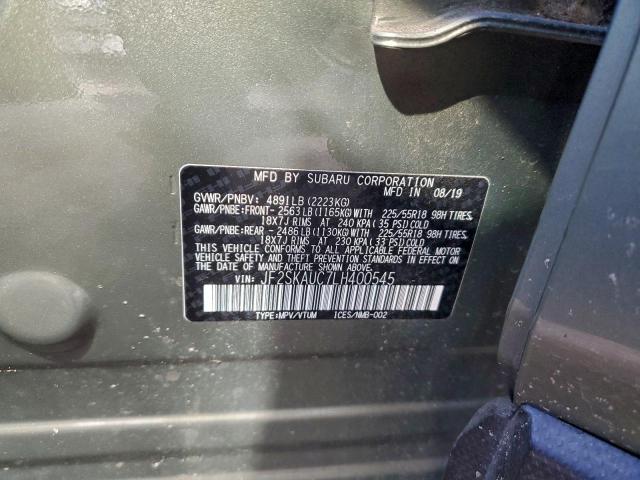 MFD BY SUBARU CORPORATION
MFD IN 08/19
GVWR/PNBV: 4891LB (2223KG)
GAWR/PNBE:FRONT- 2563LB(1165KG)WITH 225/55R18 98H TIRES,
18X7J RIMS AT 240 KPA(35 PSI)COLD
GAWR/PNBE:REAR - 2486LB(1130KG)WITH 225/55R18 98H TIRES,
18X7J RIMS AT 230 KPA(33 PSI)COLD
THIS VEHICLE CONFORMS TO ALL APPLICABLE FEDERAL MOTOR
VEHICLE SAFETY AND THEFT PREVENTION STANDARDS IN EFFECT ON THE
DATE OF MANUFACTURE SHOWN ABOVE.
VIN: JF2SKAUC7LH400545
TYPE:MPV/VTUM ICES/NMB-002